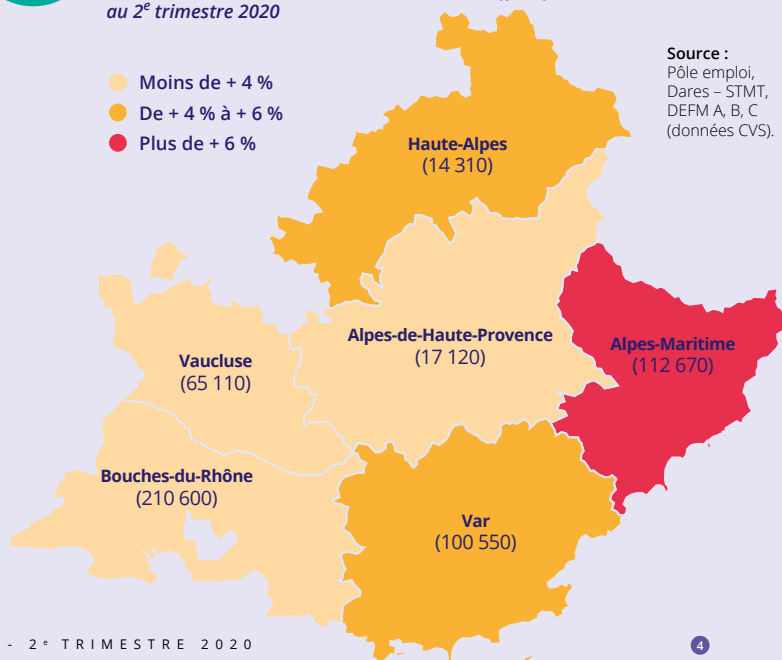 au 2e trimestre 2020
Moins de + 4 %
De + 4 % à + 6 %
Plus de + 6 %
Source :
Pôle emploi,
Dares – STMT,
DEFM A, B, C
(données CVS).
Haute-Alpes
(14 310)
Alpes-de-Haute-Provence
(17 120)
Alpes-Maritime
(112 670)
Vaucluse
(65 110)
Bouches-du-Rhône
(210 600)
Var
(100 550)
- 2e TRIMESTRE 2020
4